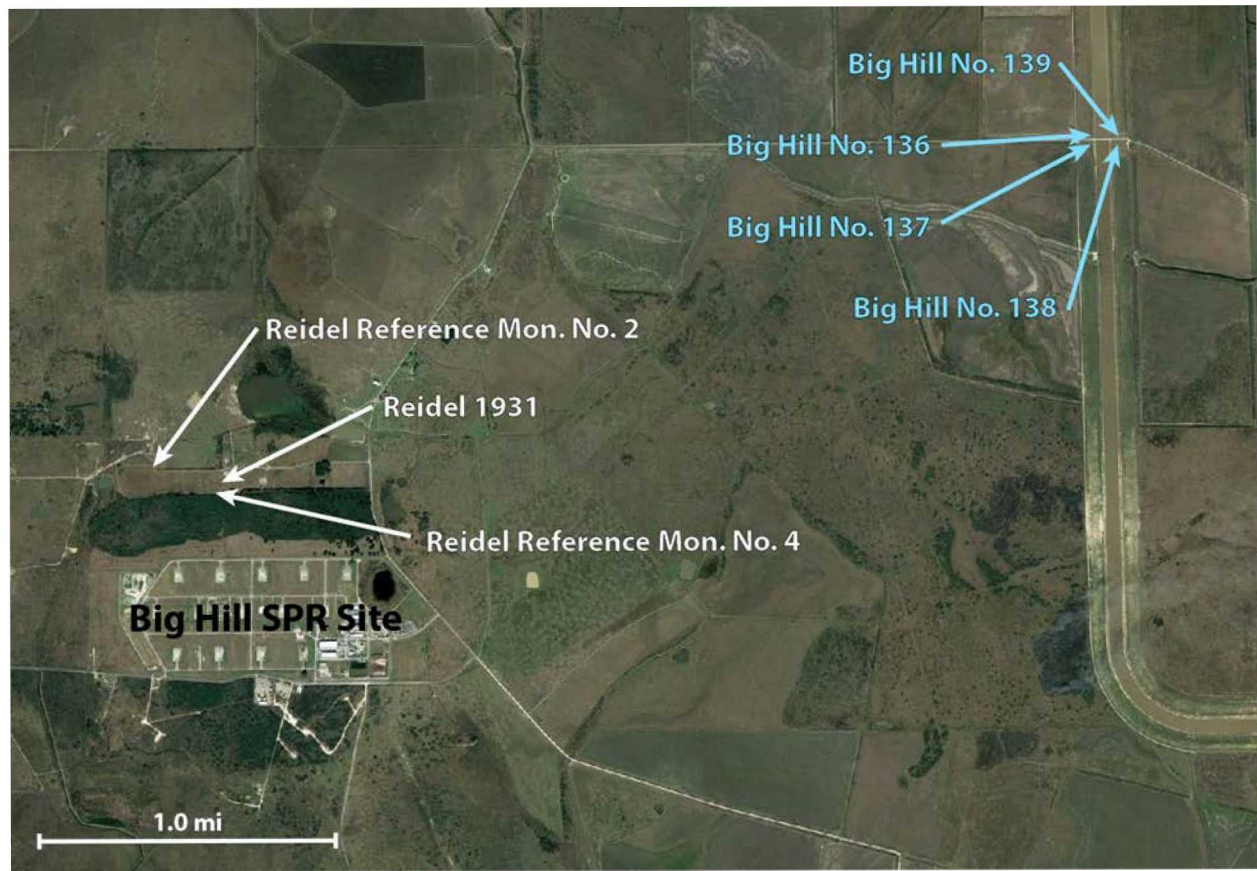 Big Hill No. 139
Big Hill No. 136
Big Hill No. 137
Big Hill No. 138
Reidel Reference Mon. No. 2
Reidel 1931
Reidel Reference Mon. No. 4
Big Hill SPR Site
1.0 mi